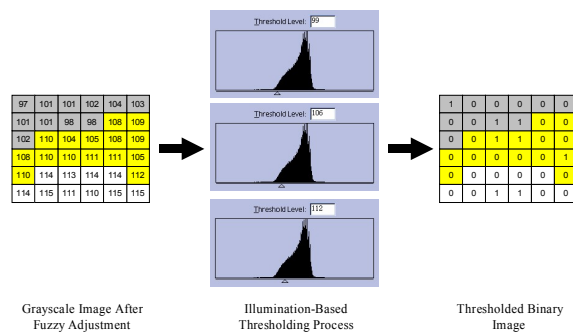 Threshold Level: 99
97 101 101 102 104 103
101 101 98 98 108 109
102 110 104 105 108 109
108 110 110 111 111 105
110 114 113 114 114 112
114 115 111 110 115 115
Threshold Level: 106
1 0 0 0 0 0
0 0 1 1 0 0
0 0 1 1 0 0
0 0 0 0 0 1
0 0 0 0 0 0
0 0 1 1 0 0
Threshold Level: 112
Grayscale Image After
Fuzzy Adjustment
Illumination-Based
Thresholding Process
Thresholded Binary
Image